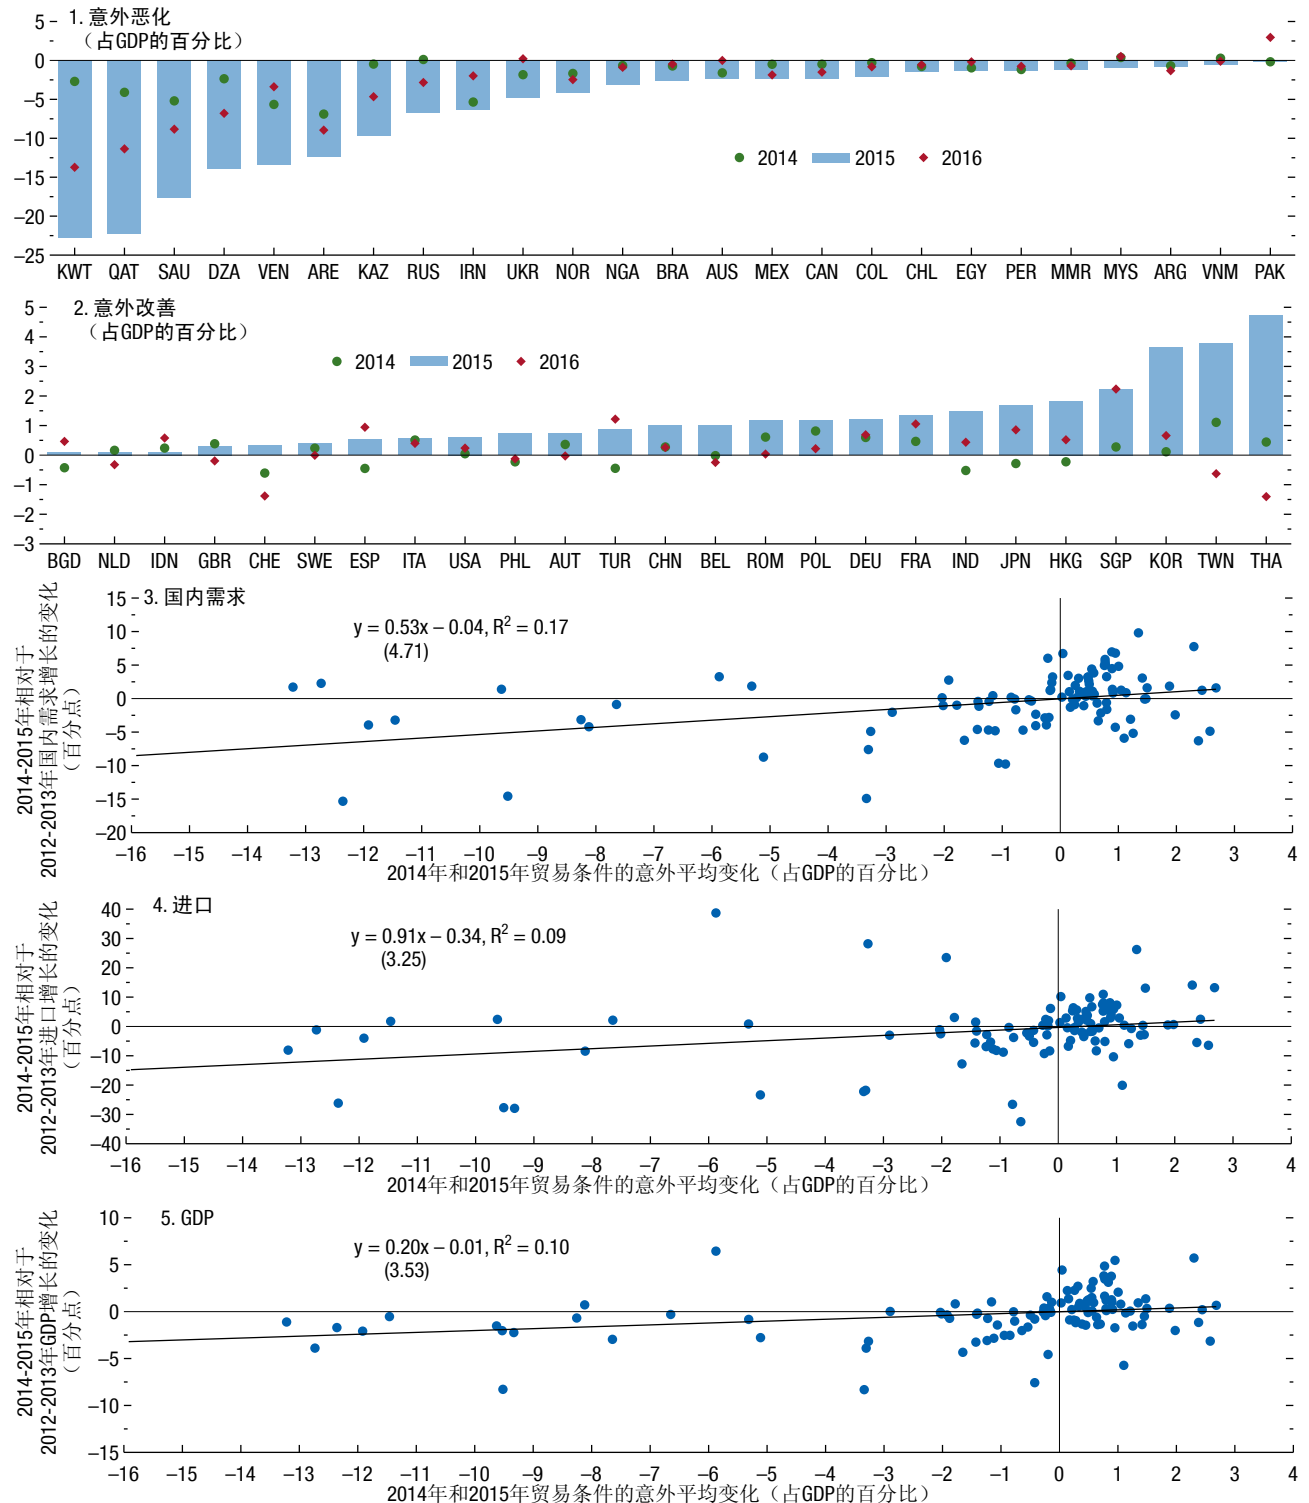 1. 意外恶化
（占GDP的百分比）
5
0
–5
–10
–15
–20
–25
2014 2015 2016
KWT QAT SAU DZA VEN ARE KAZ RUS IRN UKR NOR NGA BRA AUS MEX CAN COL CHL EGY PER MMR MYS ARG VNM PAK
2. 意外改善
（占GDP的百分比）
5
4
3
2
1
0
–1
–2
–3
2014 2015 2016
BGD NLD IDN GBR CHE SWE ESP ITA USA PHL AUT TUR CHN BEL ROM POL DEU FRA IND JPN HKG SGP KOR TWN THA
3. 国内需求
2014-2015年相对于
2012-2013年国内需求增长的变化
（百分点）
15
10
5
0
–5
–10
–15
–20
y = 0.53x – 0.04, R² = 0.17
(4.71)
–16 –15 –14 –13 –12 –11 –10 –9 –8 –7 –6 –5 –4 –3 –2 –1 0 1 2 3 4
2014年和2015年贸易条件的意外平均变化（占GDP的百分比）
4. 进口
2014-2015年相对于
2012-2013年进口增长的变化
（百分点）
40
30
20
10
0
–10
–20
–30
–40
y = 0.91x – 0.34, R² = 0.09
(3.25)
–16 –15 –14 –13 –12 –11 –10 –9 –8 –7 –6 –5 –4 –3 –2 –1 0 1 2 3 4
2014年和2015年贸易条件的意外平均变化（占GDP的百分比）
5. GDP
2014-2015年相对于
2012-2013年GDP增长的变化
（百分点）
10
5
0
–5
–10
–15
y = 0.20x – 0.01, R² = 0.10
(3.53)
–16 –15 –14 –13 –12 –11 –10 –9 –8 –7 –6 –5 –4 –3 –2 –1 0 1 2 3 4
2014年和2015年贸易条件的意外平均变化（占GDP的百分比）